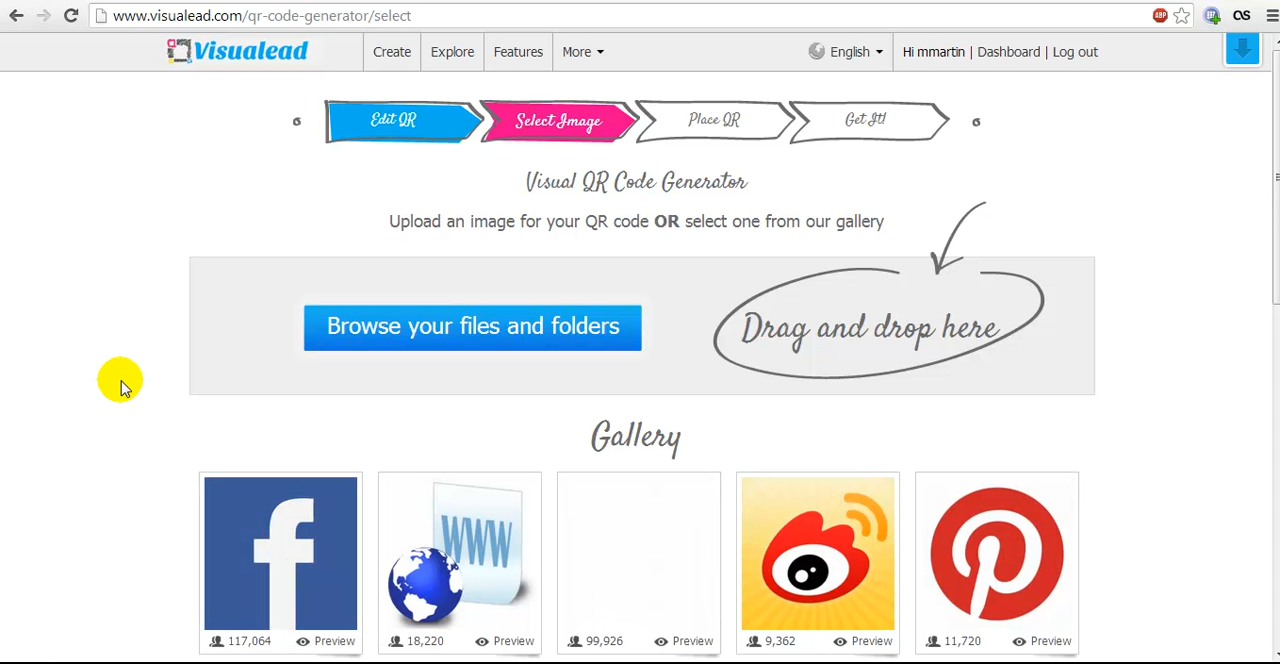 www.visualead.com/qr-code-generator/select
ABP
Visualead Create Explore Features More English Hi mmartin | Dashboard | Log out
Edit QR Select Image Place QR Get It!
Visual QR Code Generator
Upload an image for your QR code OR select one from our gallery
Browse your files and folders
Drag and drop here
Gallery
f
WWW
117,064 Preview 18,220 Preview 99,926 Preview 9,362 Preview 11,720 Preview